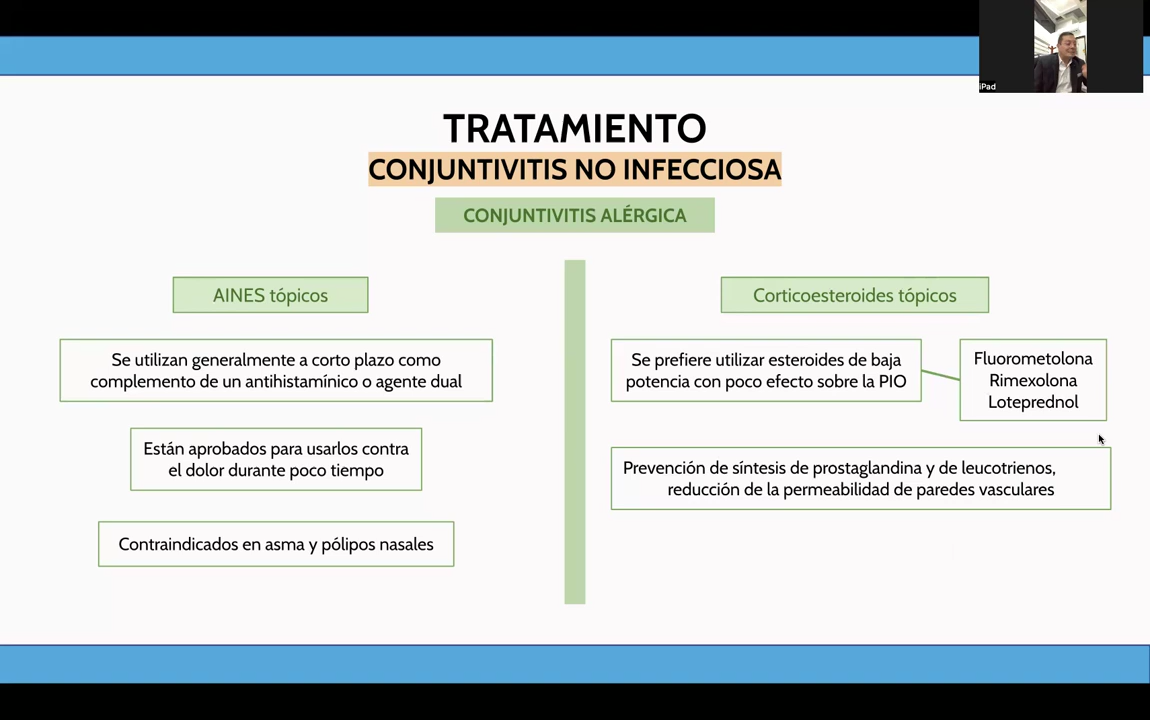 iPad
TRATAMIENTO
CONJUNTIVITIS NO INFECCIOSA
CONJUNTIVITIS ALÉRGICA
AINES tópicos
Se utilizan generalmente a corto plazo como
complemento de un antihistamínico o agente dual
Están aprobados para usarlos contra
el dolor durante poco tiempo
Contraindicados en asma y pólipos nasales
Corticoesteroides tópicos
Se prefiere utilizar esteroides de baja
potencia con poco efecto sobre la PIO
Fluorometolona
Rimexolona
Loteprednol
Prevención de síntesis de prostaglandina y de leucotrienos,
reducción de la permeabilidad de paredes vasculares